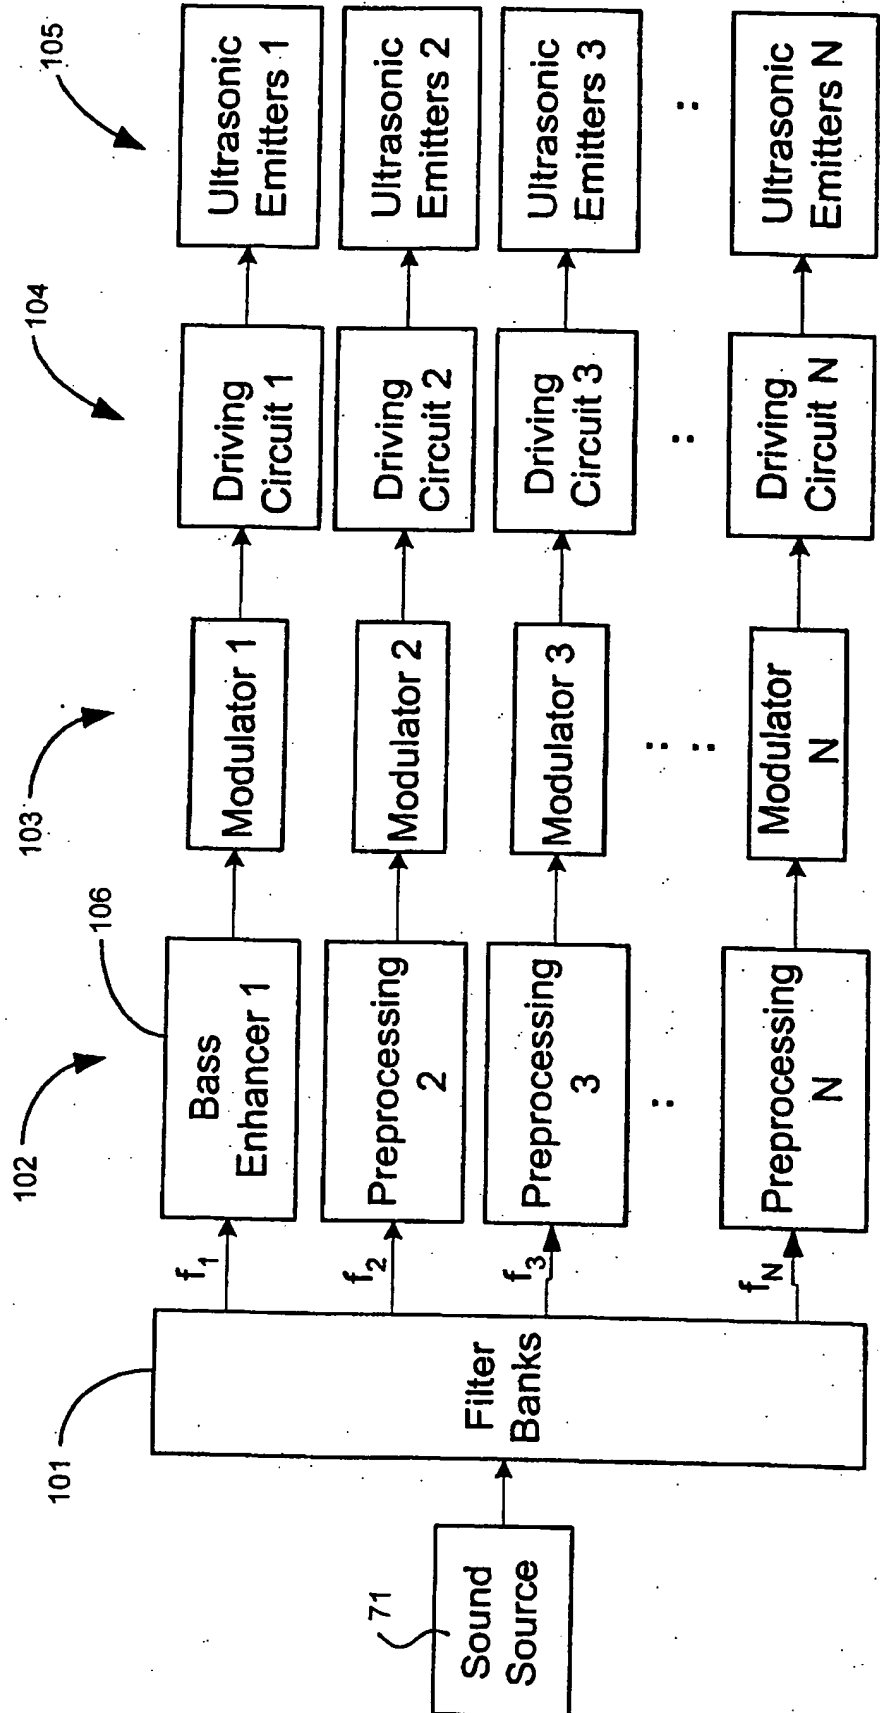 71
Sound
Source
101
Filter
Banks
f1
f2
f3
fN
102
106
Bass
Enhancer 1
Preprocessing
2
Preprocessing
3
:
Preprocessing
N
103
Modulator 1
Modulator 2
Modulator 3
: :
Modulator
N
104
Driving
Circuit 1
Driving
Circuit 2
Driving
Circuit 3
:
Driving
Circuit N
105
Ultrasonic
Emitters 1
Ultrasonic
Emitters 2
Ultrasonic
Emitters 3
:
Ultrasonic
Emitters N